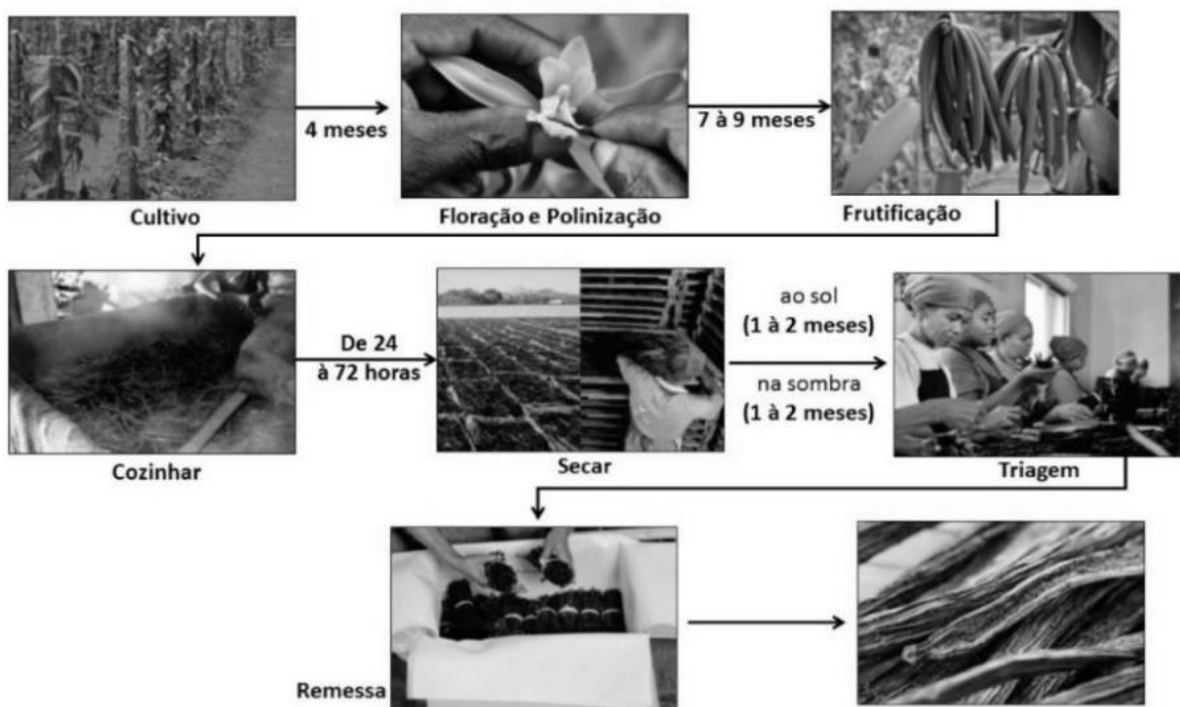 4 meses
7 à 9 meses
Cultivo
Floração e Polinização
Frutificação
De 24
à 72 horas
ao sol
(1 à 2 meses)
na sombra
(1 à 2 meses)
Cozinhar
Secar
Triagem
Remessa